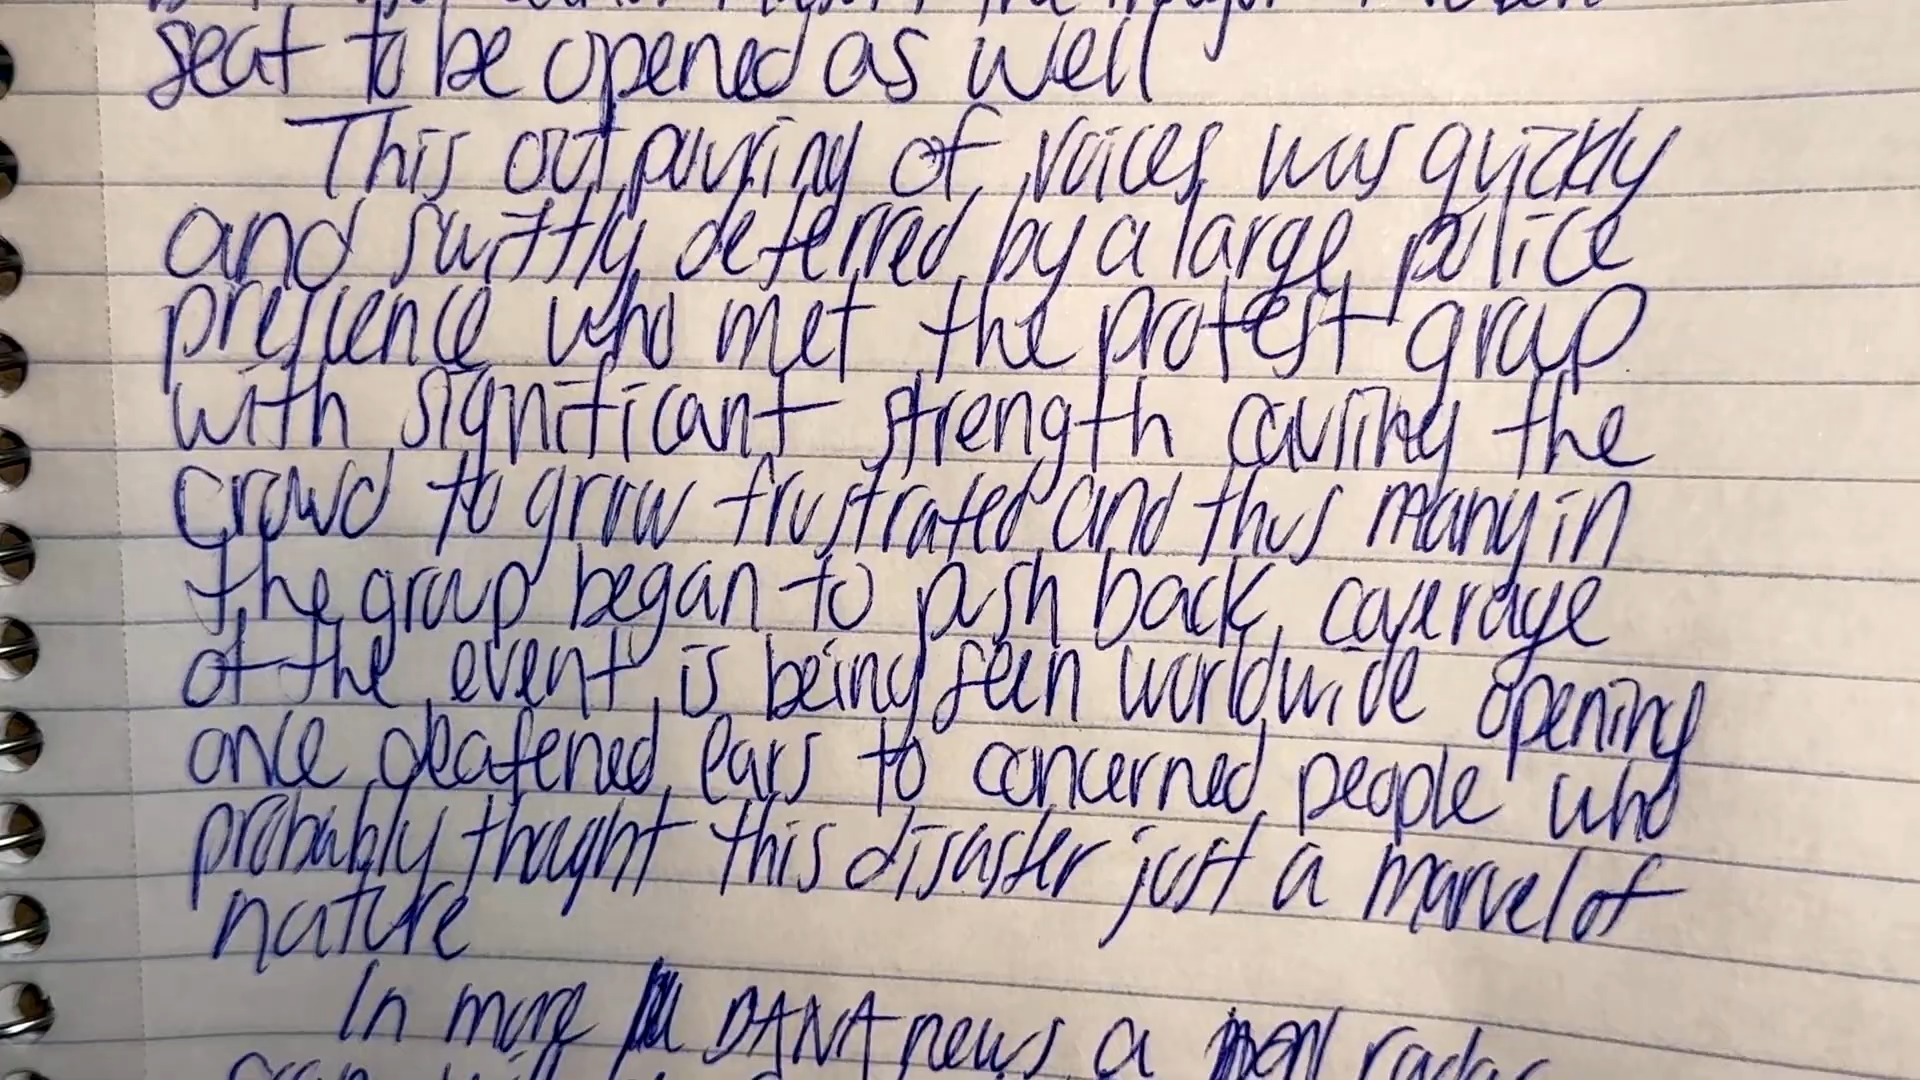 seat to be opened as well
This outpouring of voices was quickly
and swiftly deterred by a large police
prescence who met the protest group
with significant strength causing the
crowd to grow frustrated and thus many in
the group began to push back, coverage
of the event is being seen worldwide opening
once deafened ears to concerned people who
probably thought this disaster just a marvel of
nature
In more DANA news a radar